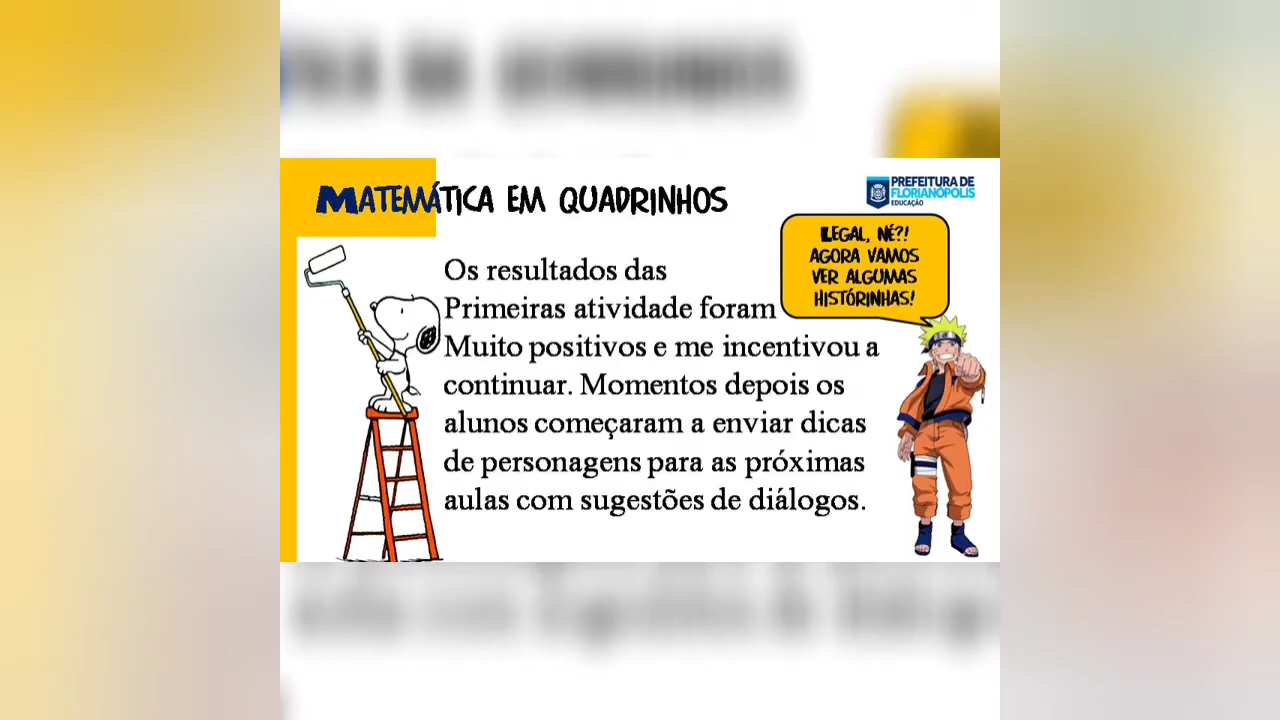 MATEMÁTICA EM QUADRINHOS
PREFEITURA DE
FLORIANÓPOLIS
EDUCAÇÃO
LEGAL, NÉ?!
AGORA VAMOS
VER ALGUMAS
HISTÓRINHAS!
Os resultados das
Primeiras atividade foram
Muito positivos e me incentivou a
continuar. Momentos depois os
alunos começaram a enviar dicas
de personagens para as próximas
aulas com sugestões de diálogos.